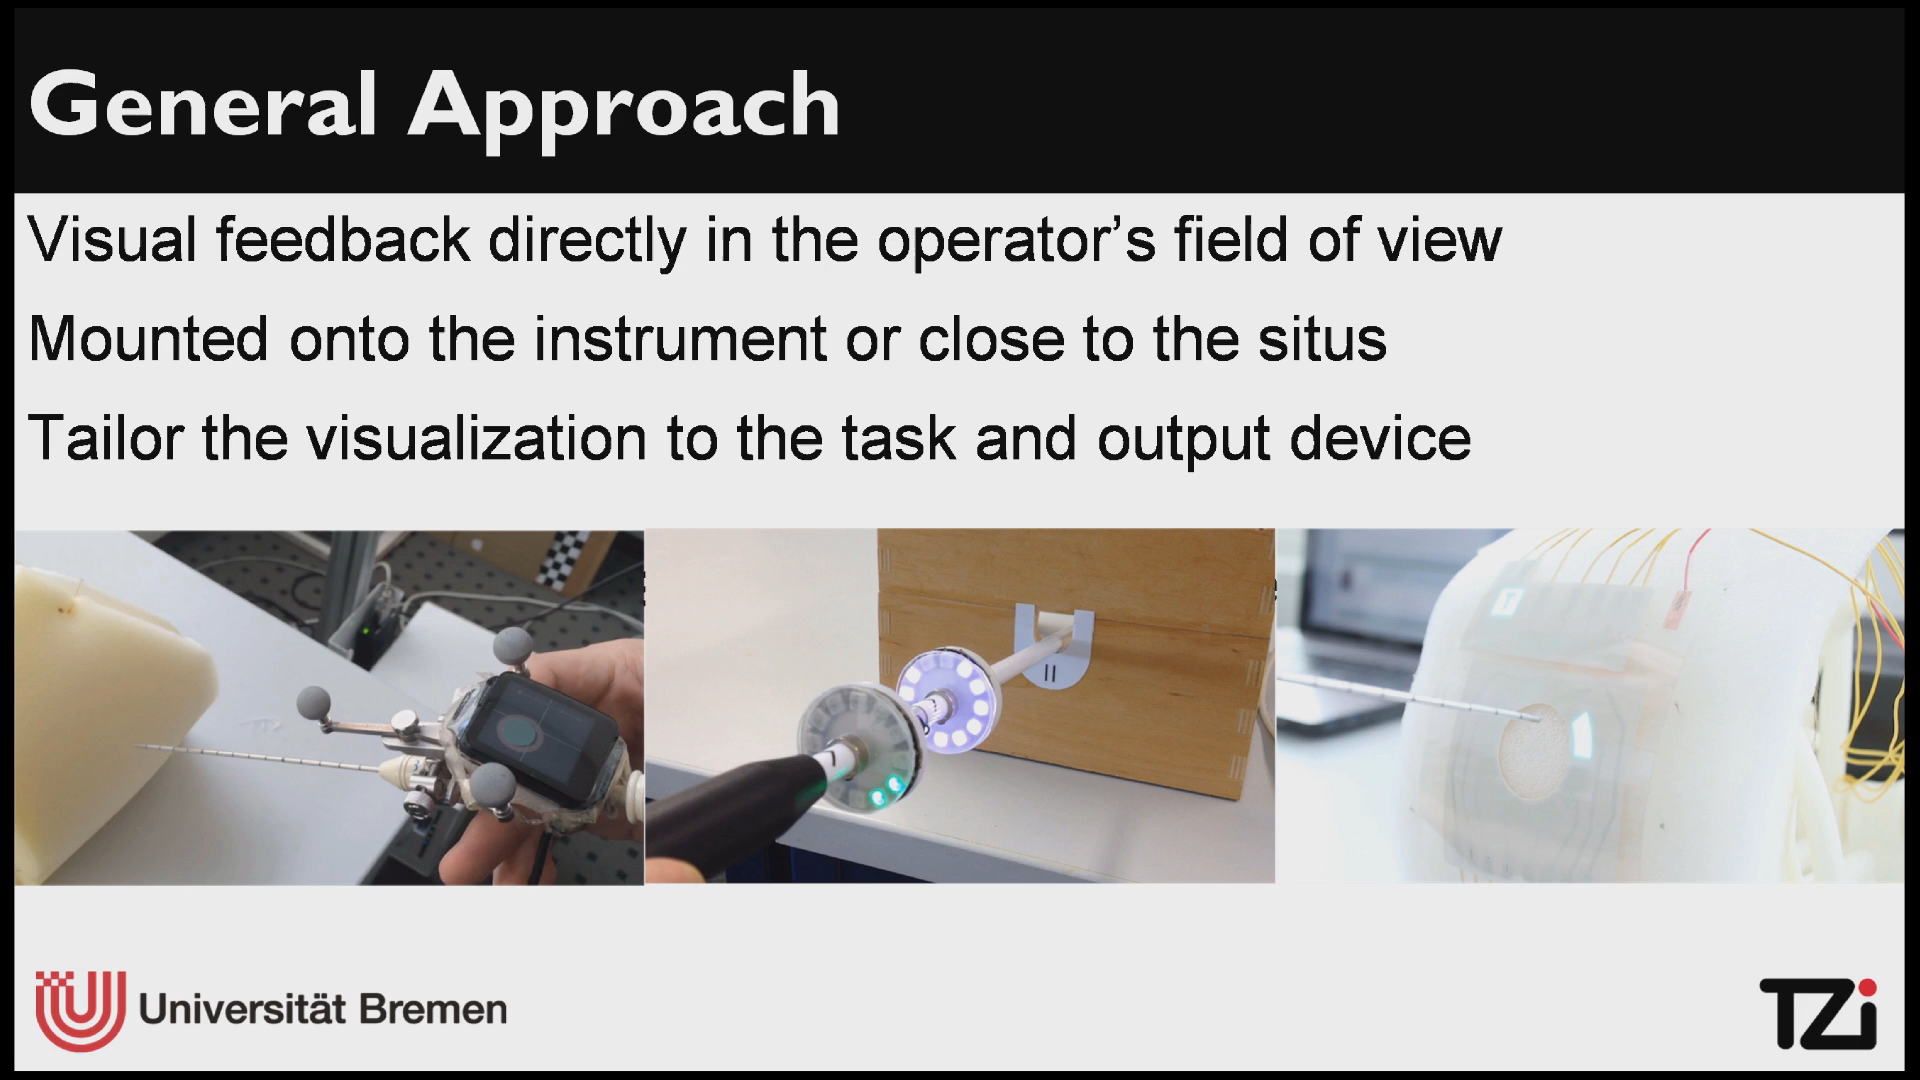 General Approach
Visual feedback directly in the operator’s field of view
Mounted onto the instrument or close to the situs
Tailor the visualization to the task and output device
II
I
T
Universität Bremen
TZi